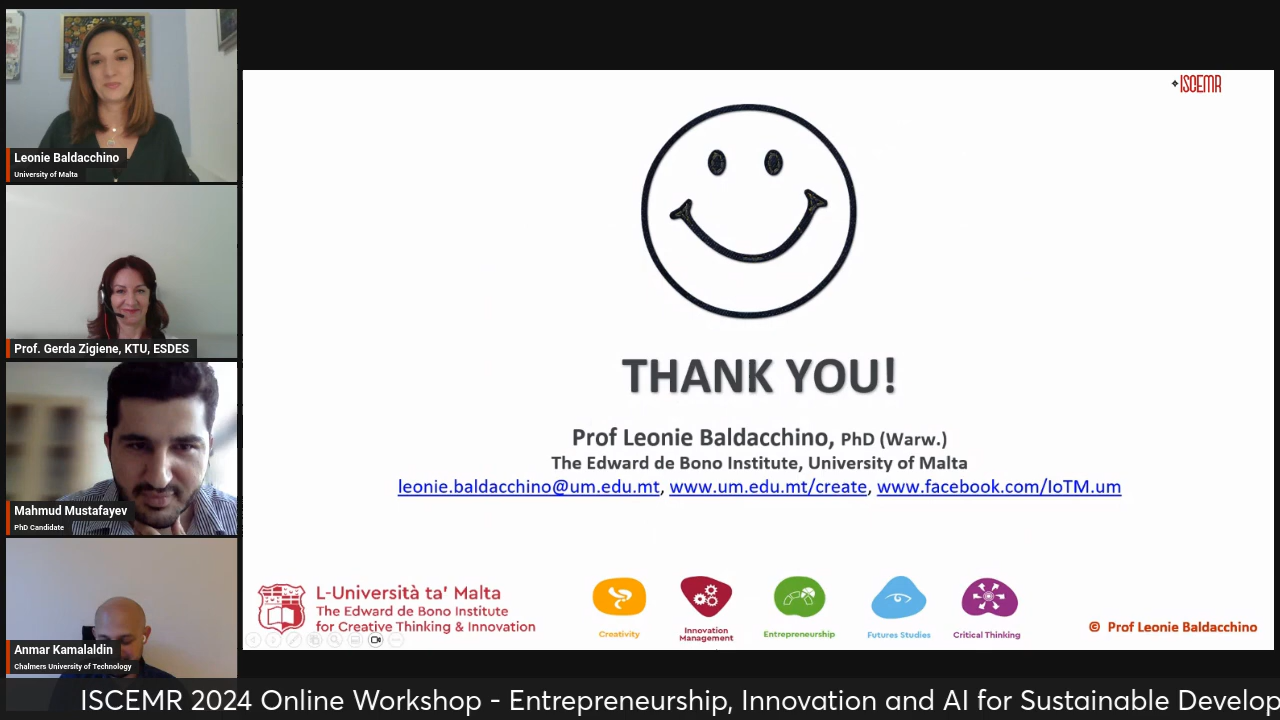 Leonie Baldacchino
University of Malta
Prof. Gerda Zigiene, KTU, ESDES
Mahmud Mustafayev
PhD Candidate
Anmar Kamalaldin
Chalmers University of Technology
ISCEMR
THANK YOU!
Prof Leonie Baldacchino, PhD (Warw.)
The Edward de Bono Institute, University of Malta
leonie.baldacchino@um.edu.mt, www.um.edu.mt/create, www.facebook.com/IoTM.um
L-Università ta' Malta
The Edward de Bono Institute
for Creative Thinking & Innovation
Creativity
Innovation
Management
Entrepreneurship
Futures Studies
Critical Thinking
© Prof Leonie Baldacchino
ISCEMR 2024 Online Workshop - Entrepreneurship, Innovation and AI for Sustainable Develop